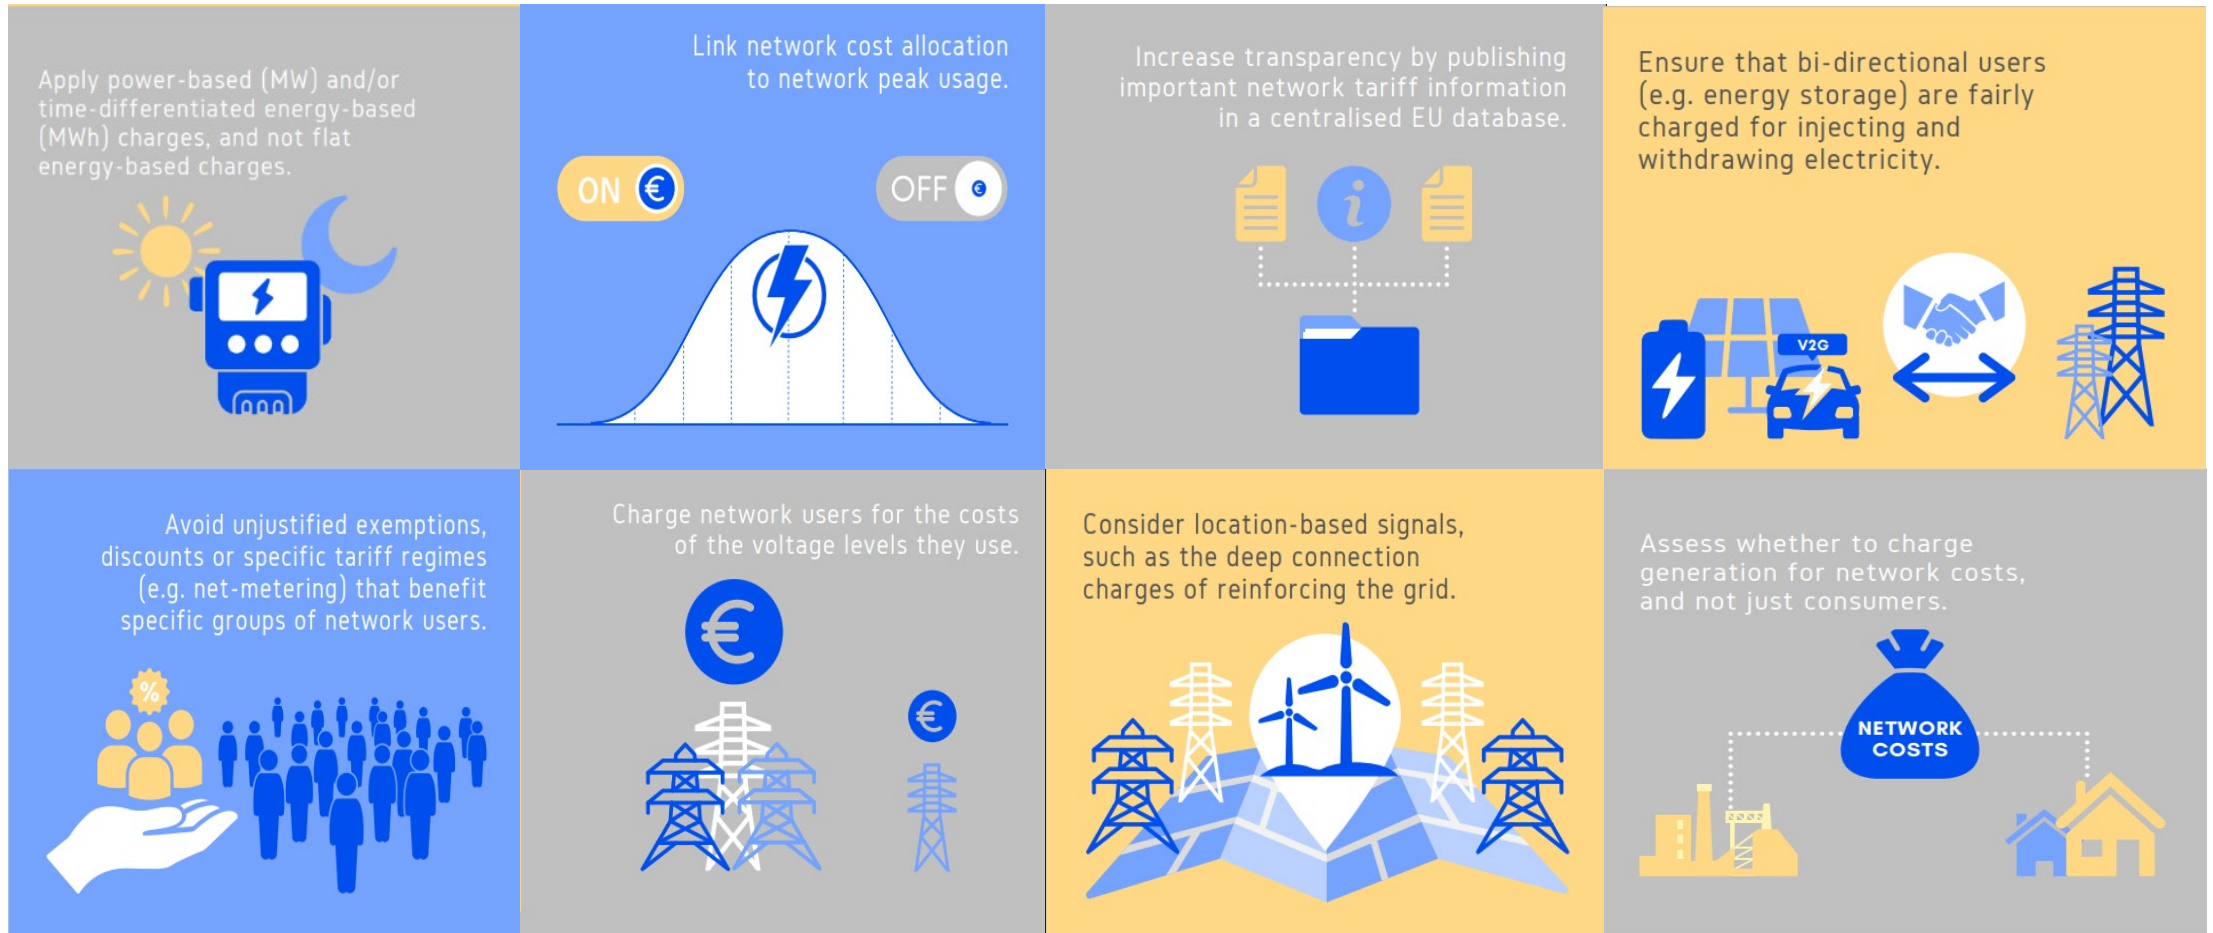 Apply power-based (MW) and/or
time-differentiated energy-based
(MWh) charges, and not flat
energy-based charges.
Link network cost allocation
to network peak usage.
ON €
OFF €
Increase transparency by publishing
important network tariff information
in a centralised EU database.
i
Ensure that bi-directional users
(e.g. energy storage) are fairly
charged for injecting and
withdrawing electricity.
V2G
Avoid unjustified exemptions,
discounts or specific tariff regimes
(e.g. net-metering) that benefit
specific groups of network users.
%
Charge network users for the costs
of the voltage levels they use.
€
€
Consider location-based signals,
such as the deep connection
charges of reinforcing the grid.
Assess whether to charge
generation for network costs,
and not just consumers.
NETWORK
COSTS